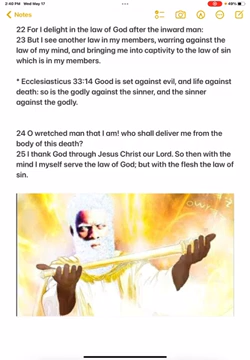 2:40 PM Wed May 17
49%
Notes
22 For I delight in the law of God after the inward man:
23 But I see another law in my members, warring against the
law of my mind, and bringing me into captivity to the law of sin
which is in my members.
* Ecclesiasticus 33:14 Good is set against evil, and life against
death: so is the godly against the sinner, and the sinner
against the godly.
24 O wretched man that I am! who shall deliver me from the
body of this death?
25 I thank God through Jesus Christ our Lord. So then with the
mind I myself serve the law of God; but with the flesh the law of
sin.